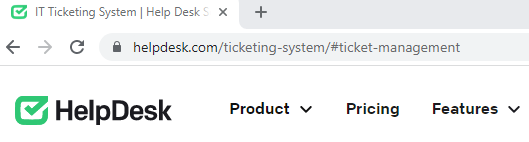 IT Ticketing System | Help Desk S
helpdesk.com/ticketing-system/#ticket-management
HelpDesk Product Pricing Features